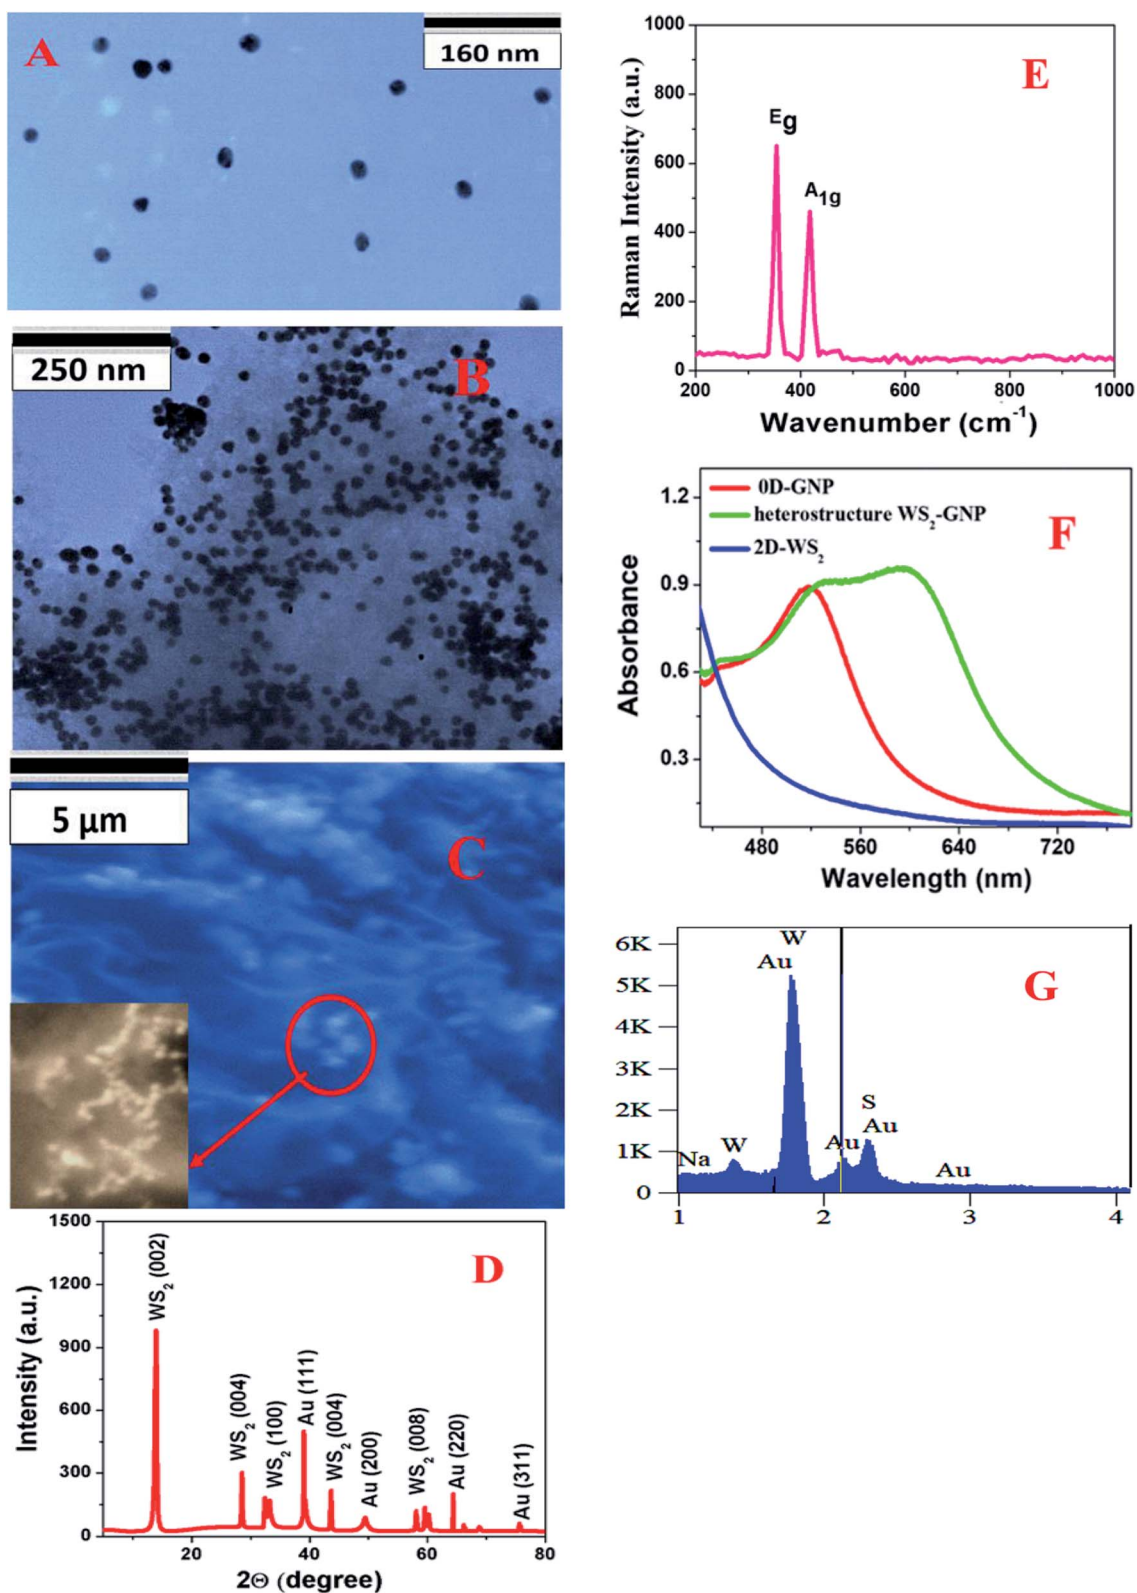 A
160 nm
B
250 nm
C
5 μm
D
1500
1200
900
600
300
0
20
40
60
80
Intensity (a.u.)
2Θ (degree)
WS2 (002)
WS2 (004)
WS2 (100)
Au (111)
WS2 (004)
Au (200)
WS2 (008)
Au (220)
Au (311)
E
1000
800
600
400
200
0
200
400
600
800
1000
Raman Intensity (a.u.)
Wavenumber (cm-1)
Eg
A1g
F
0D-GNP
heterostructure WS2-GNP
2D-WS2
1.2
0.9
0.6
0.3
480
560
640
720
Absorbance
Wavelength (nm)
G
6K
5K
4K
3K
2K
1K
0
W
Au
S
Au
Au
W
Na
Au
1
2
3
4